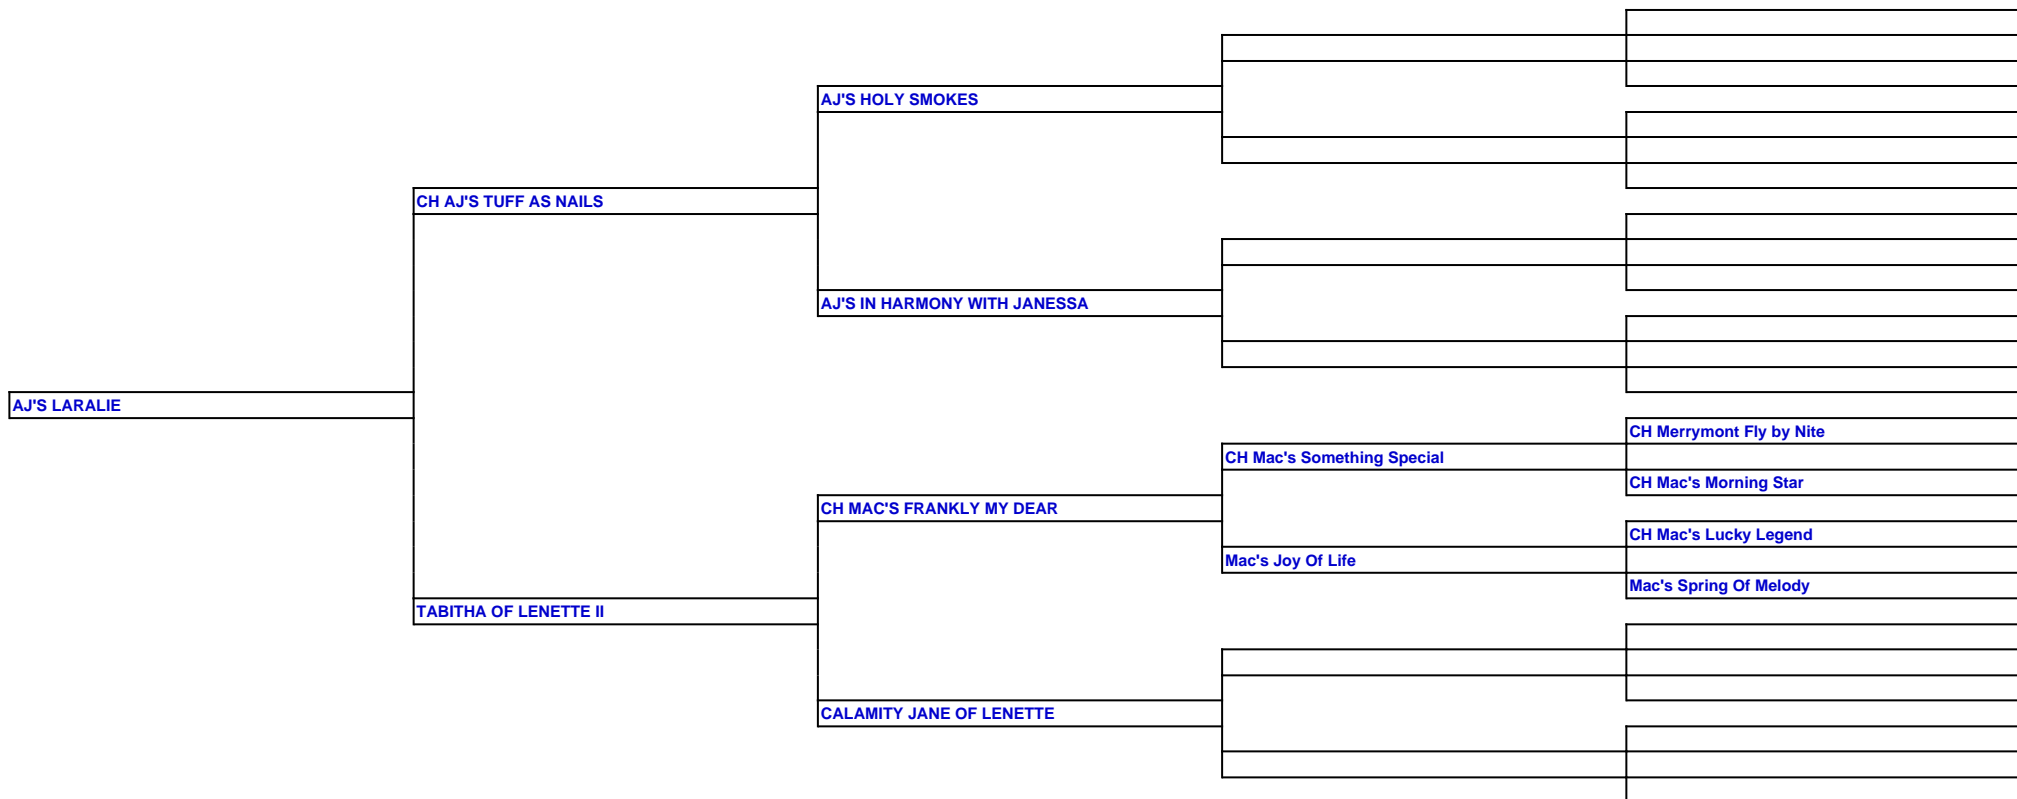 AJ'S HOLY SMOKES
CH AJ'S TUFF AS NAILS
AJ'S IN HARMONY WITH JANESSA
AJ'S LARALIE
CH Merrymont Fly by Nite
CH Mac's Something Special
CH Mac's Morning Star
CH MAC'S FRANKLY MY DEAR
CH Mac's Lucky Legend
Mac's Joy Of Life
Mac's Spring Of Melody
TABITHA OF LENETTE II
CALAMITY JANE OF LENETTE